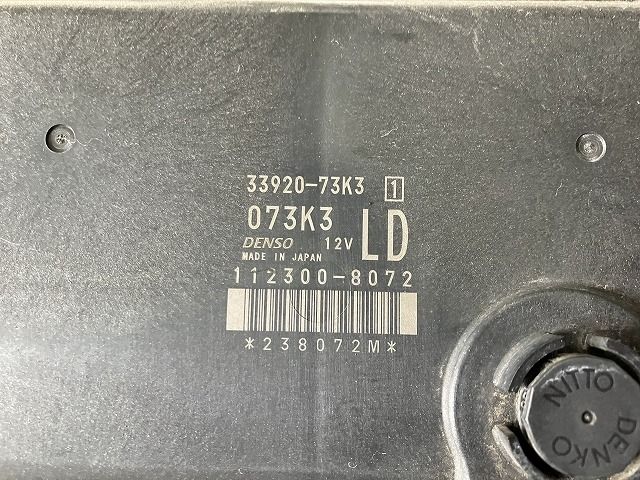 33920-73K3 1
073K3 LD
DENSO 12V
MADE IN JAPAN
112300-8072
*238072M*
NITTO
DENKO